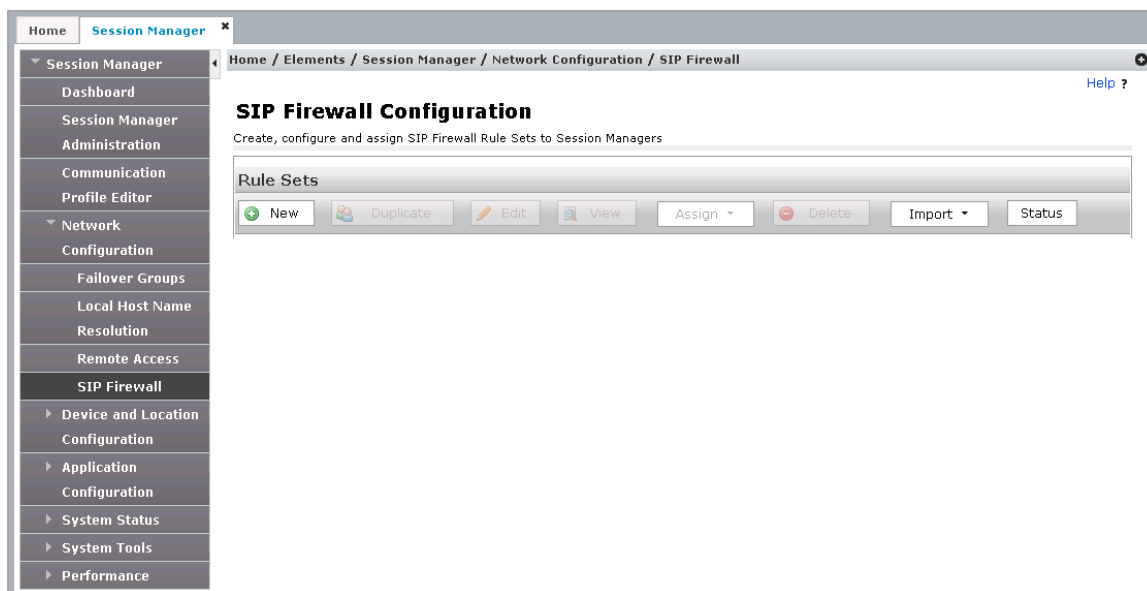 Home
Session Manager ×
Session Manager
Dashboard
Session Manager
Administration
Communication
Profile Editor
Network
Configuration
Failover Groups
Local Host Name
Resolution
Remote Access
SIP Firewall
Device and Location
Configuration
Application
Configuration
System Status
System Tools
Performance
Home / Elements / Session Manager / Network Configuration / SIP Firewall
Help ?
SIP Firewall Configuration
Create, configure and assign SIP Firewall Rule Sets to Session Managers
Rule Sets
New Duplicate Edit View Assign Delete Import Status